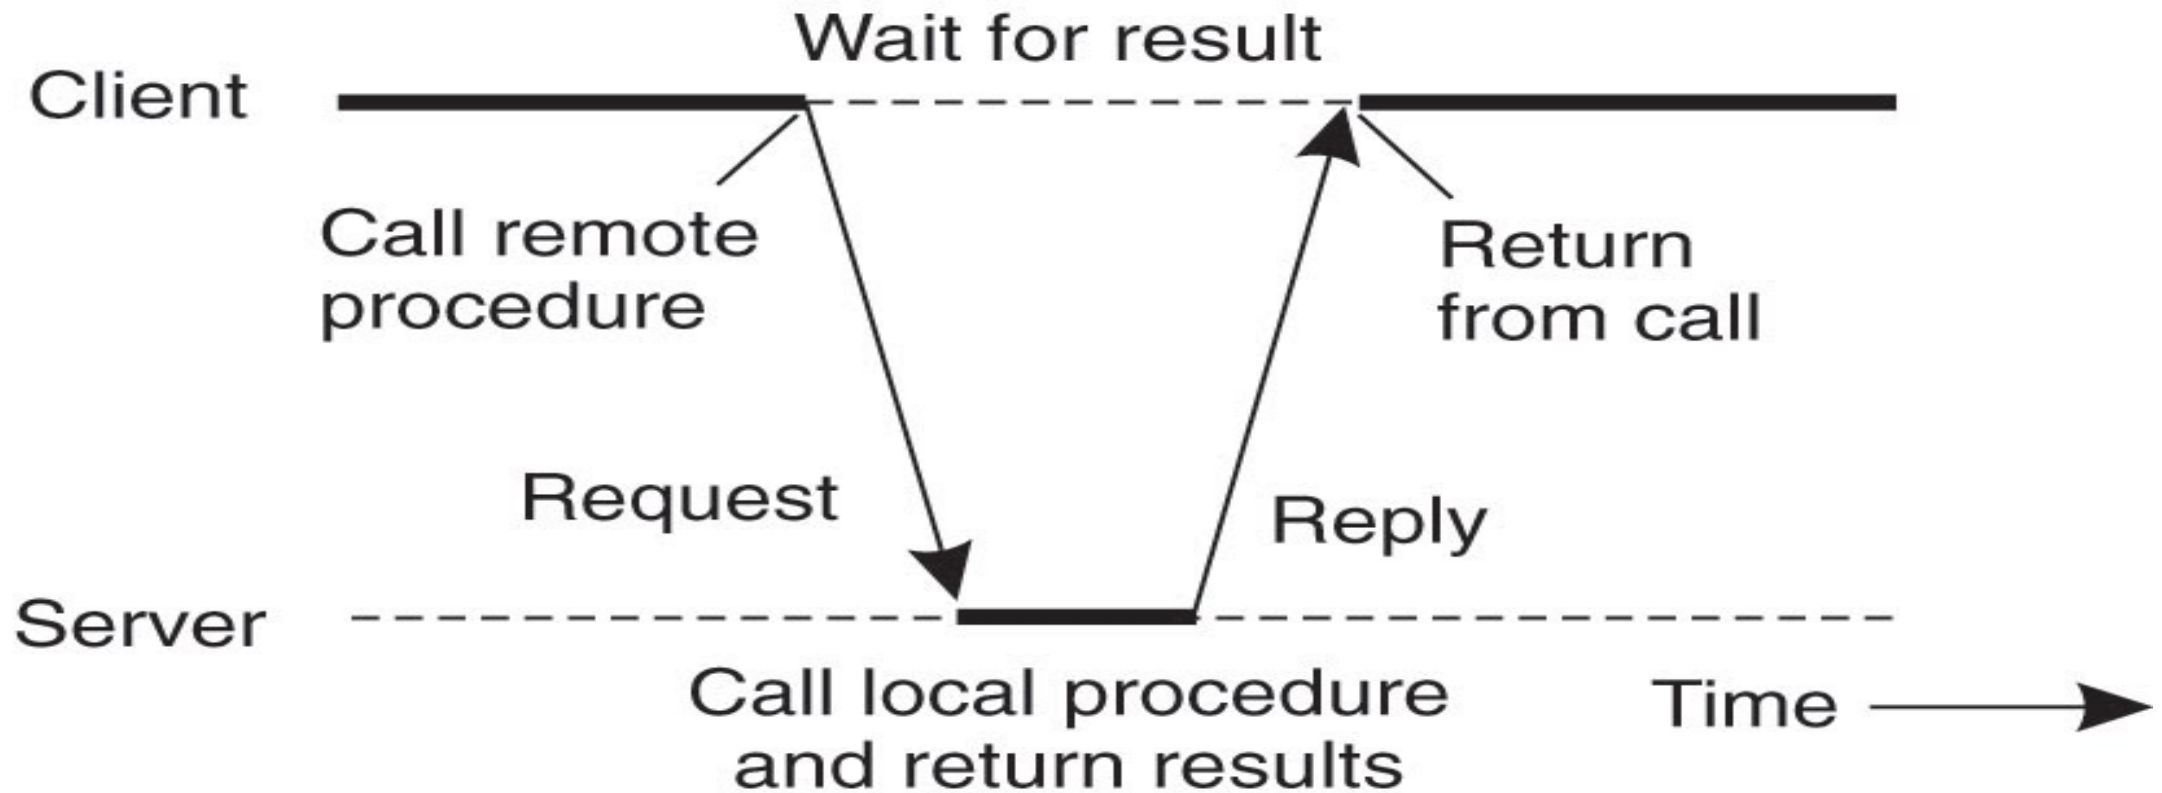 Wait for result
Client
Call remote
procedure
Return
from call
Request
Reply
Server
Call local procedure
and return results
Time